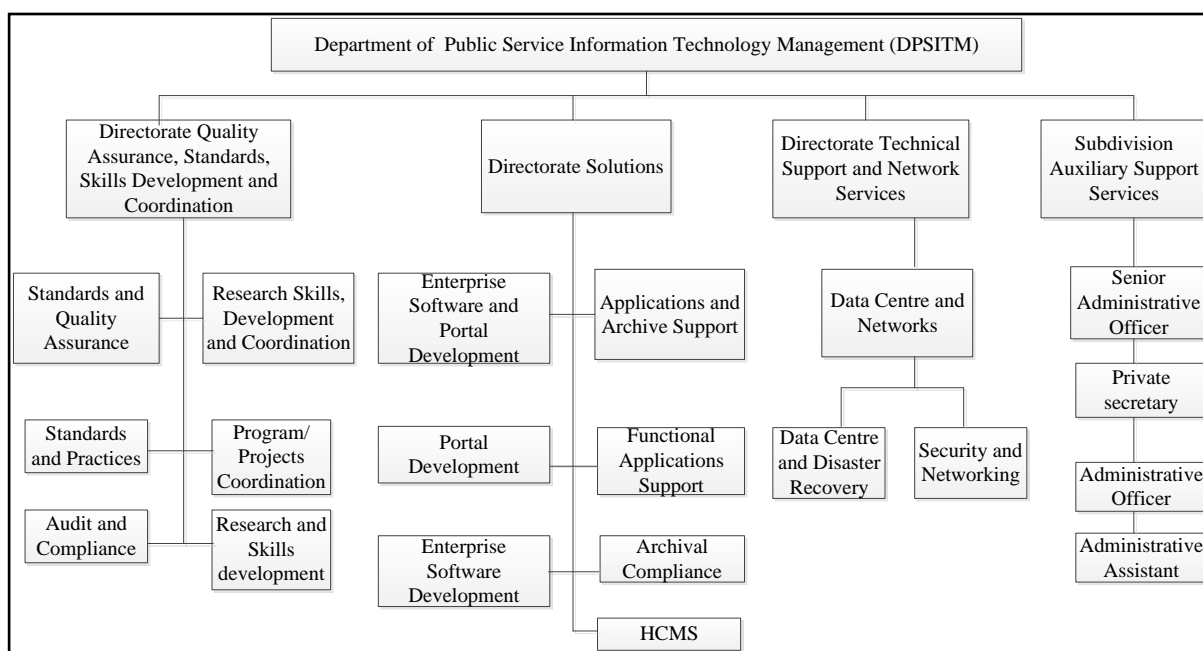 Department of Public Service Information Technology Management (DPSITM)
Directorate Quality
Assurance, Standards,
Skills Development and
Coordination
Directorate Solutions
Directorate Technical
Support and Network
Services
Subdivision
Auxiliary Support
Services
Standards and
Quality
Assurance
Research Skills,
Development
and Coordination
Enterprise
Software and
Portal
Development
Applications and
Archive Support
Data Centre and
Networks
Senior
Administrative
Officer
Private
secretary
Standards
and Practices
Program/
Projects
Coordination
Portal
Development
Functional
Applications
Support
Data Centre
and Disaster
Recovery
Security and
Networking
Administrative
Officer
Audit and
Compliance
Research and
Skills
development
Enterprise
Software
Development
Archival
Compliance
Administrative
Assistant
HCMS